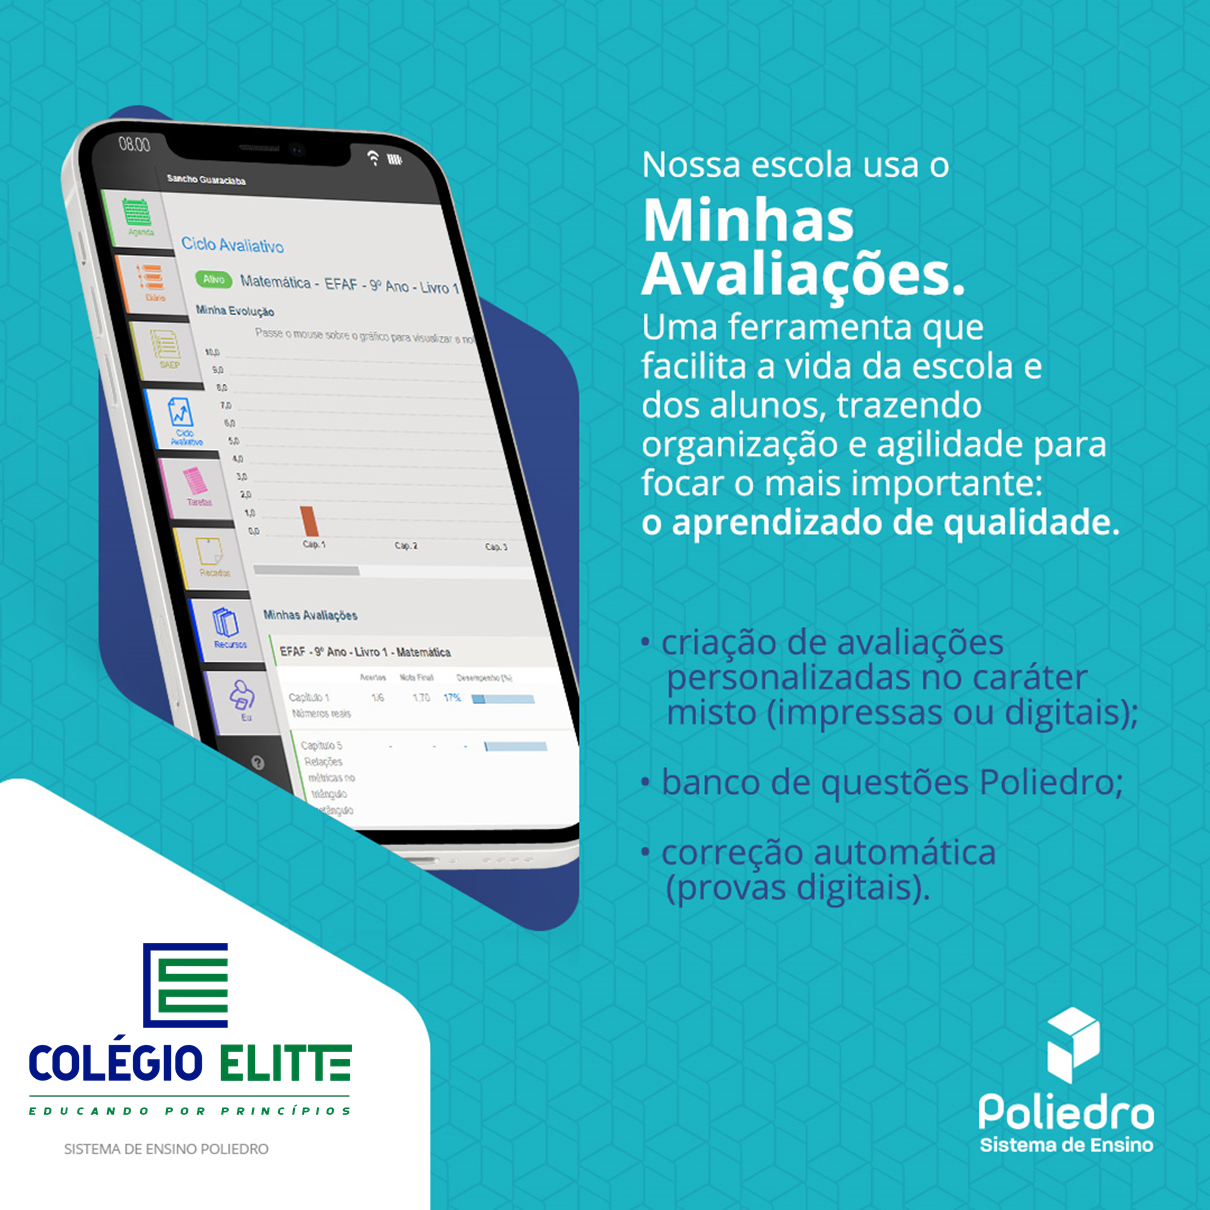 08.00
Sancho Guaraciaba
Agenda
Diário
SAEP
Ciclo
Avaliativo
Tarefas
Recados
Recursos
Eu
Ciclo Avaliativo
Ativo Matemática - EFAF - 9º Ano - Livro 1
Minha Evolução
Passe o mouse sobre o gráfico para visualizar a no
10,0
9,0
8,0
7,0
6,0
5,0
4,0
3,0
2,0
1,0
0,0
Cap. 1 Cap. 2 Cap. 3
Minhas Avaliações
EFAF - 9º Ano - Livro 1 - Matemática
Acertos Nota Final Desempenho (%)
Capítulo 1 1/6 1,70 17%
Números reais
Capítulo 5 - - -
Relações
métricas no
triângulo
Nossa escola usa o
Minhas
Avaliações.
Uma ferramenta que
facilita a vida da escola e
dos alunos, trazendo
organização e agilidade para
focar o mais importante:
o aprendizado de qualidade.
• criação de avaliações
personalizadas no caráter
misto (impressas ou digitais);
• banco de questões Poliedro;
• correção automática
(provas digitais).
COLÉGIO ELITTE
EDUCANDO POR PRINCÍPIOS
SISTEMA DE ENSINO POLIEDRO
Poliedro
Sistema de Ensino